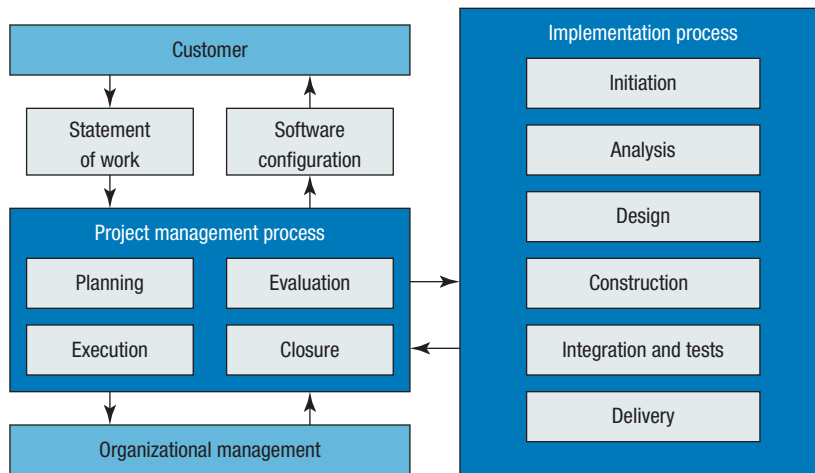 Customer
Statement
of work
Software
configuration
Project management process
Planning
Evaluation
Execution
Closure
Organizational management
Implementation process
Initiation
Analysis
Design
Construction
Integration and tests
Delivery